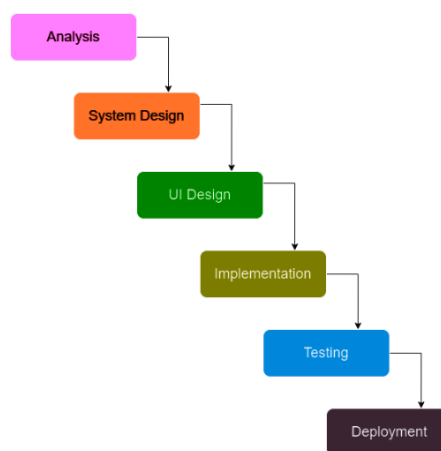 Analysis
System Design
UI Design
Implementation
Testing
Deployment